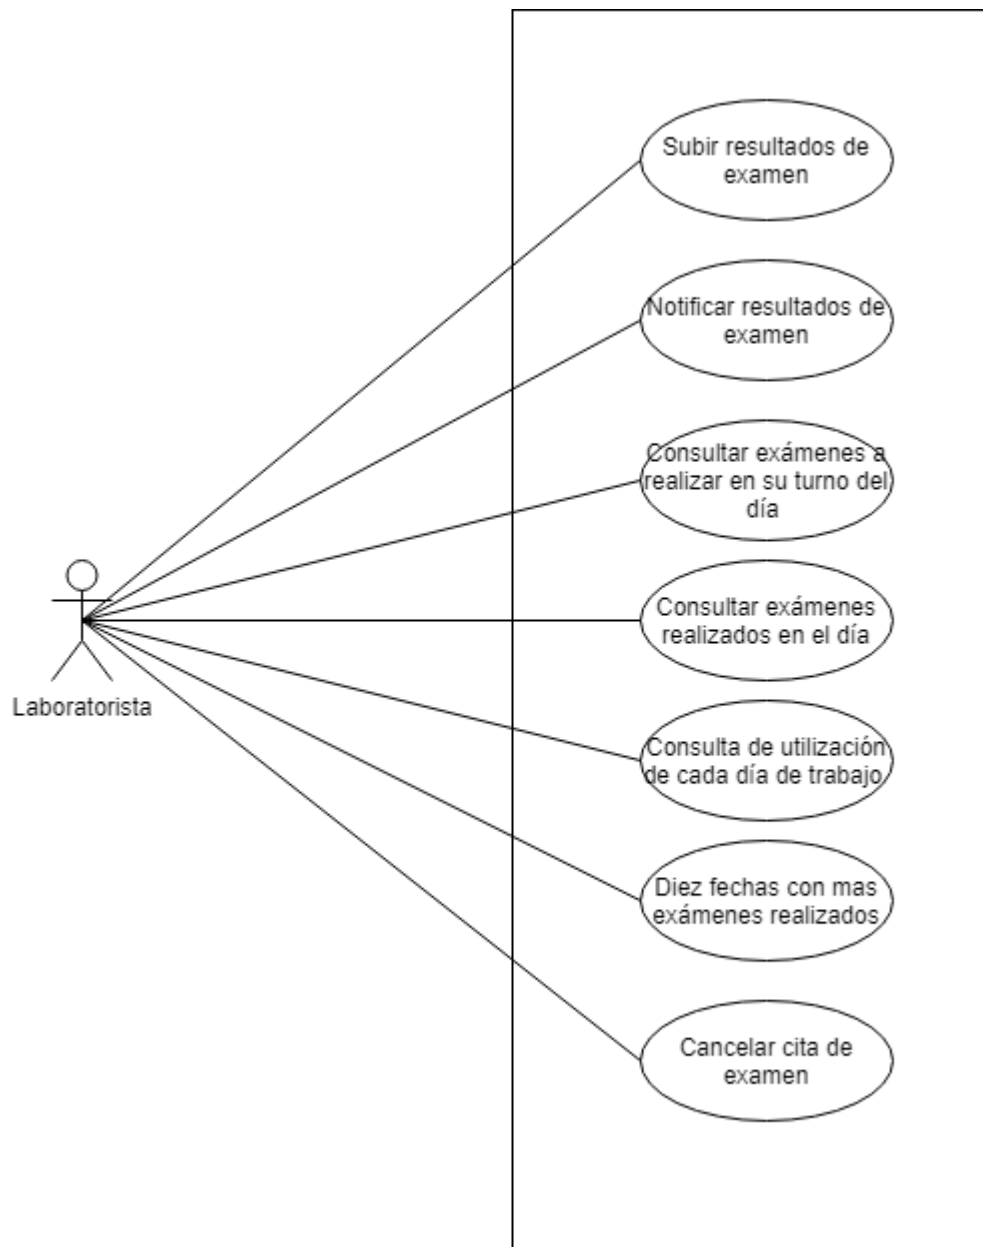 Subir resultados de
examen
Notificar resultados de
examen
Consultar exámenes a
realizar en su turno del
día
Consultar exámenes
realizados en el día
Laboratorista
Consulta de utilización
de cada día de trabajo
Diez fechas con mas
exámenes realizados
Cancelar cita de
examen